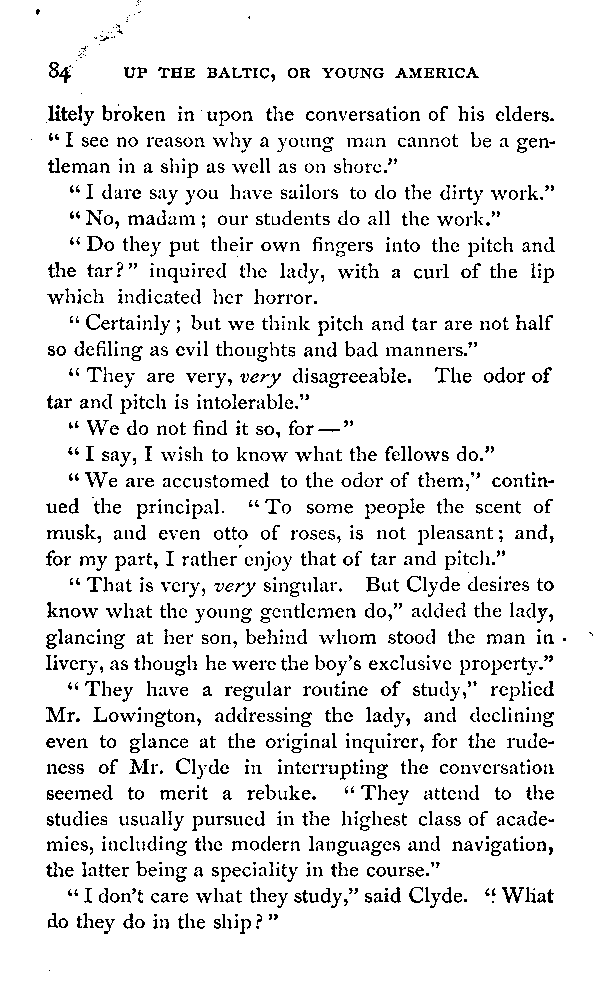 84 UP THE BALTIC, OR YOUNG AMERICA
litely broken in upon the conversation of his elders.
“ I see no reason why a young man cannot be a gen-
tleman in a ship as well as on shore.”
“ I dare say you have sailors to do the dirty work.”
“ No, madam ; our students do all the work.”
“ Do they put their own fingers into the pitch and
the tar ? ” inquired the lady, with a curl of the lip
which indicated her horror.
“ Certainly ; but we think pitch and tar are not half
so defiling as evil thoughts and bad manners.”
“ They are very, very disagreeable. The odor of
tar and pitch is intolerable.”
“ We do not find it so, for — ”
“ I say, I wish to know what the fellows do.”
“ We are accustomed to the odor of them,” contin-
ued the principal. “ To some people the scent of
musk, and even otto of roses, is not pleasant ; and,
for my part, I rather enjoy that of tar and pitch.”
“ That is very, very singular. But Clyde desires to
know what the young gentlemen do,” added the lady,
glancing at her son, behind whom stood the man in
livery, as though he were the boy’s exclusive property.”
“ They have a regular routine of study,” replied
Mr. Lowington, addressing the lady, and declining
even to glance at the original inquirer, for the rude-
ness of Mr. Clyde in interrupting the conversation
seemed to merit a rebuke. “ They attend to the
studies usually pursued in the highest class of acade-
mies, including the modern languages and navigation,
the latter being a speciality in the course.”
“ I don’t care what they study,” said Clyde. “ What
do they do in the ship ? ”